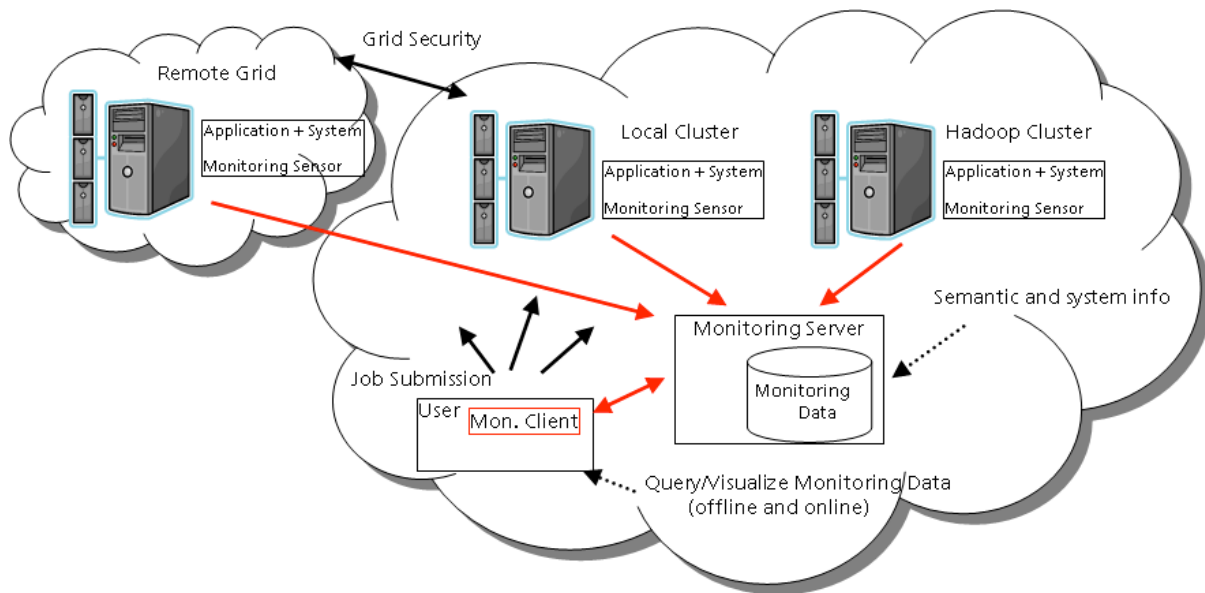 Grid Security
Remote Grid
Application + System
Monitoring Sensor
Local Cluster
Application + System
Monitoring Sensor
Hadoop Cluster
Application + System
Monitoring Sensor
Semantic and system info
Monitoring Server
Monitoring
Data
Job Submission
User
Mon. Client
Query/Visualize Monitoring Data
(offline and online)